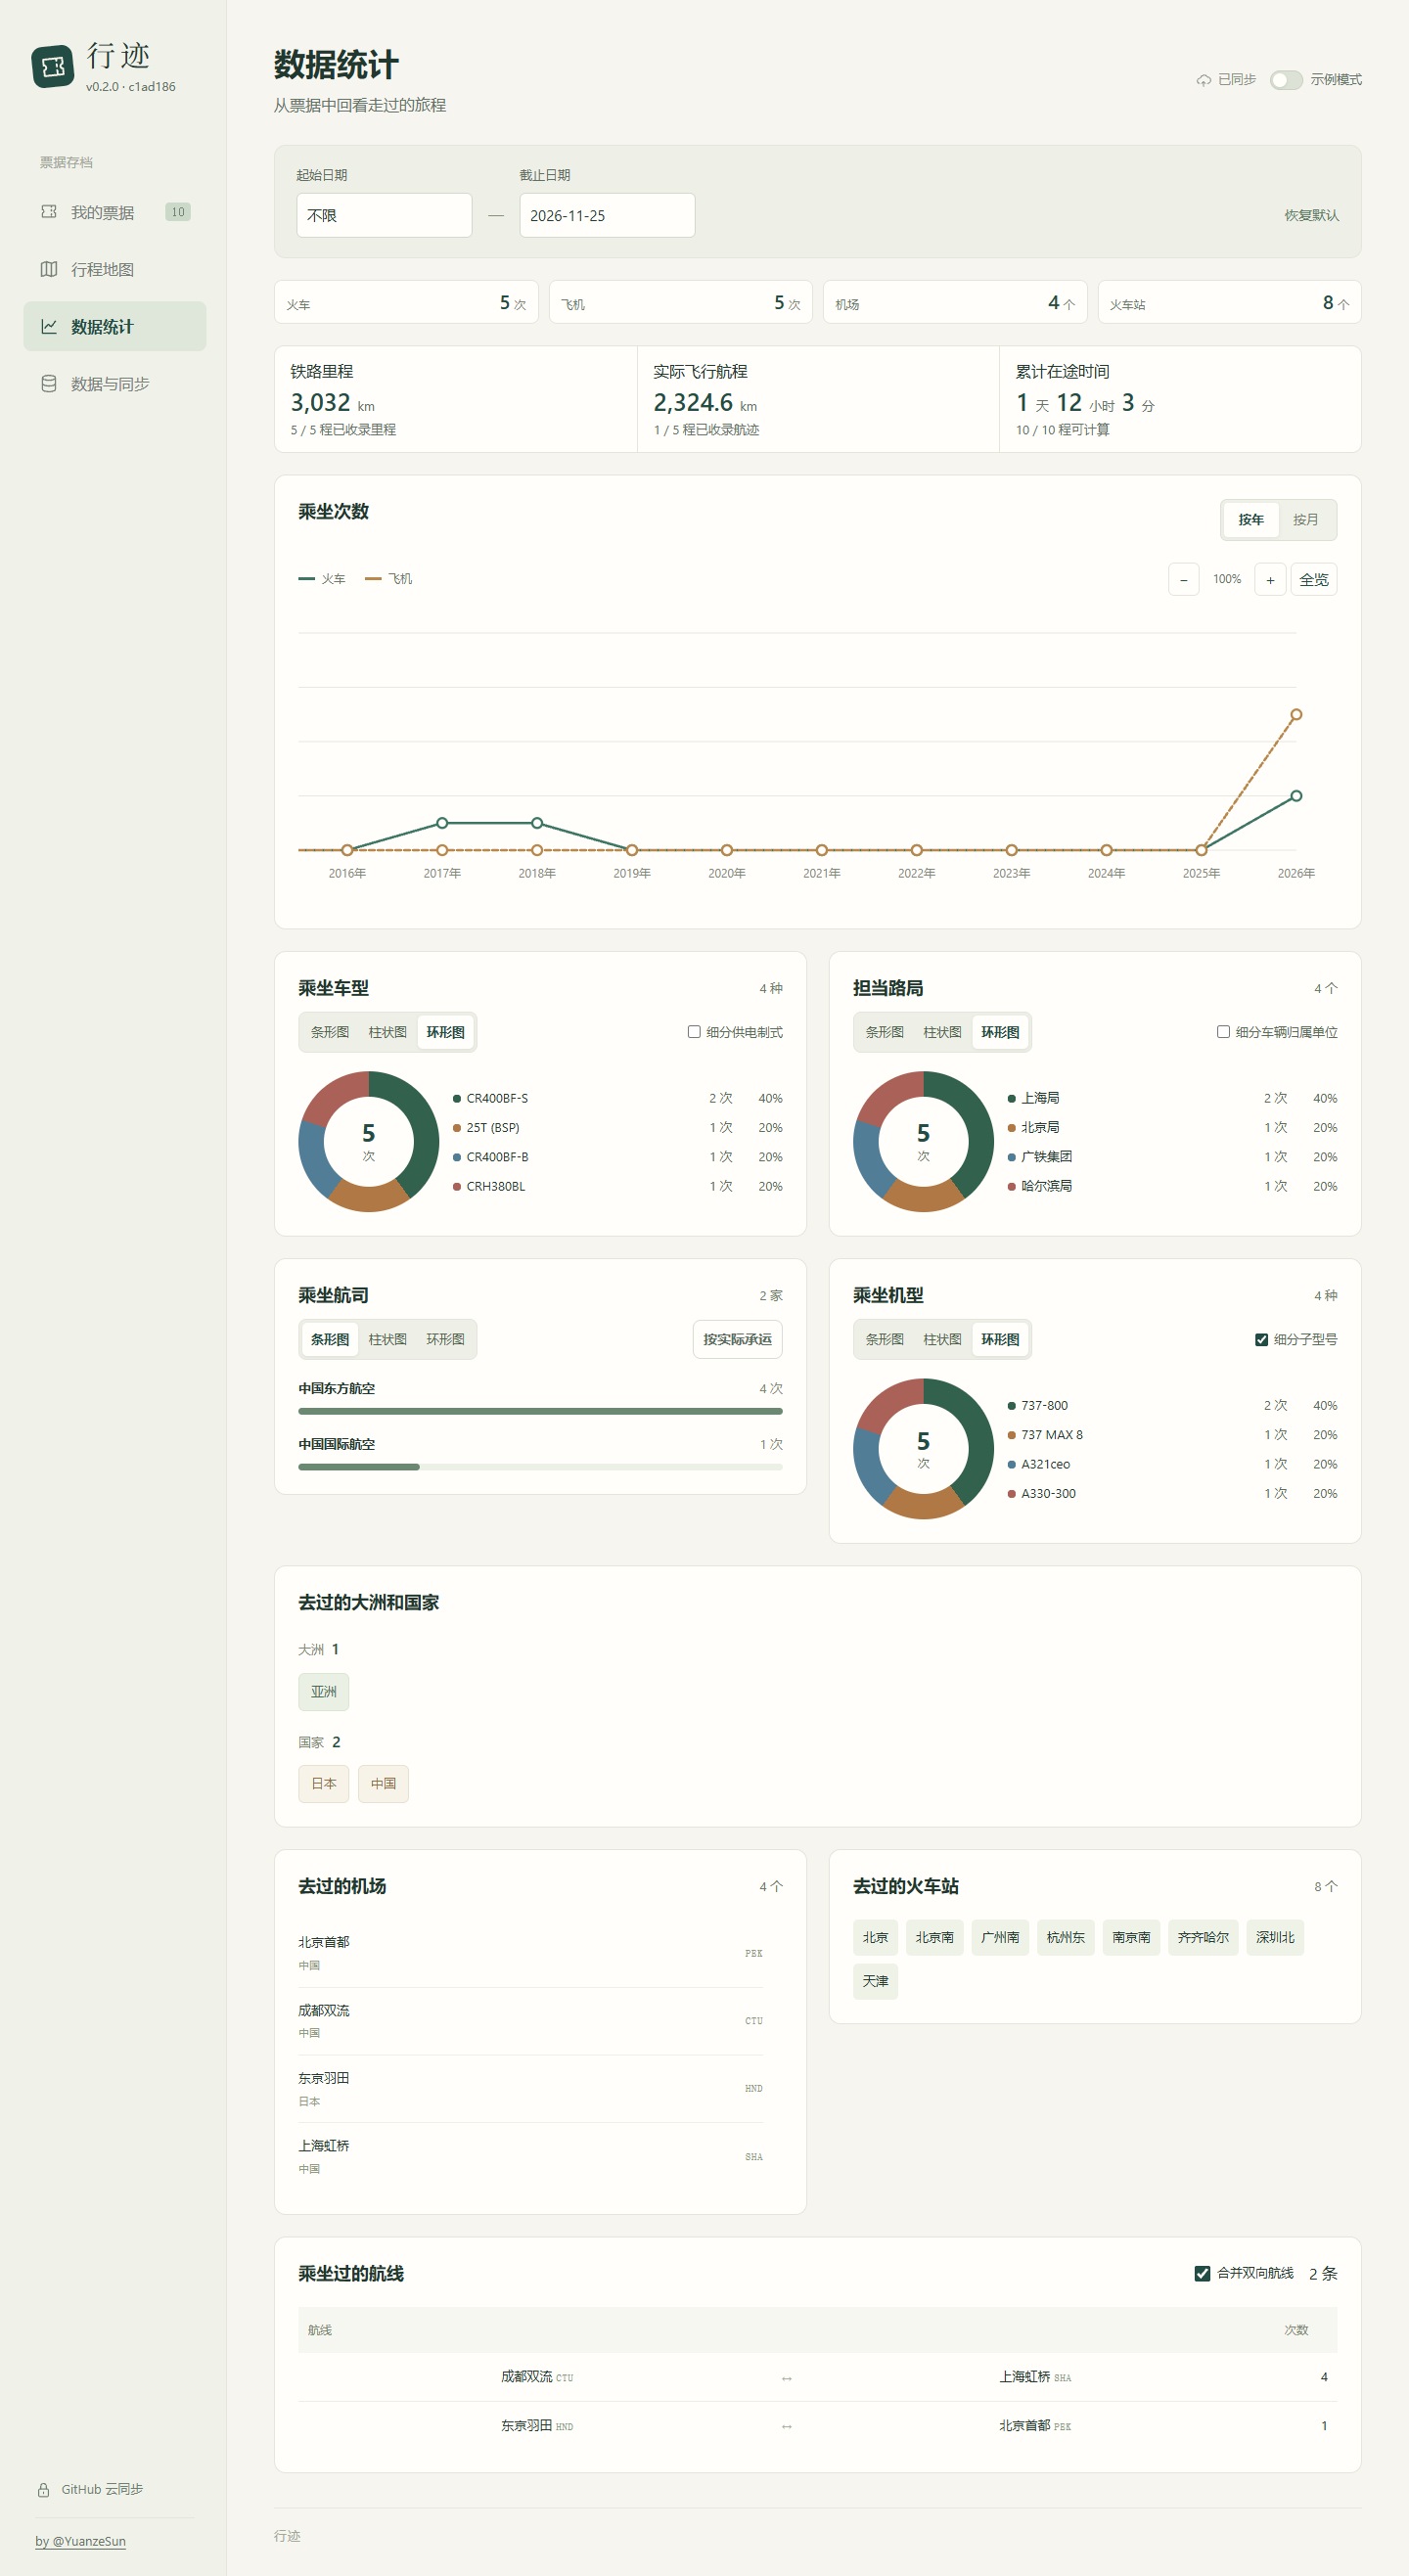 行迹
v0.2.0 · c1ad186
票据存档
我的票据 10
行程地图
数据统计
数据与同步
GitHub 云同步
by @YuanzeSun
数据统计
从票据中回看走过的旅程
已同步 示例模式
起始日期 截止日期
不限 — 2026-11-25 恢复默认
火车 5 次 飞机 5 次 机场 4 个 火车站 8 个
铁路里程 实际飞行航程 累计在途时间
3,032 km 2,324.6 km 1 天 12 小时 3 分
5 / 5 程已收录里程 1 / 5 程已收录航迹 10 / 10 程可计算
乘坐次数 按年 按月
火车 飞机 − 100% + 全览
2016年 2017年 2018年 2019年 2020年 2021年 2022年 2023年 2024年 2025年 2026年
乘坐车型 4 种
条形图 柱状图 环形图 细分供电制式
5
次
CR400BF-S 2 次 40%
25T (BSP) 1 次 20%
CR400BF-B 1 次 20%
CRH380BL 1 次 20%
担当路局 4 个
条形图 柱状图 环形图 细分车辆归属单位
5
次
上海局 2 次 40%
北京局 1 次 20%
广铁集团 1 次 20%
哈尔滨局 1 次 20%
乘坐航司 2 家
条形图 柱状图 环形图 按实际承运
中国东方航空 4 次
中国国际航空 1 次
乘坐机型 4 种
条形图 柱状图 环形图 细分子型号
5
次
737-800 2 次 40%
737 MAX 8 1 次 20%
A321ceo 1 次 20%
A330-300 1 次 20%
去过的大洲和国家
大洲 1
亚洲
国家 2
日本 中国
去过的机场 4 个
北京首都 PEK
中国
成都双流 CTU
中国
东京羽田 HND
日本
上海虹桥 SHA
中国
去过的火车站 8 个
北京 北京南 广州南 杭州东 南京南 齐齐哈尔 深圳北
天津
乘坐过的航线 合并双向航线 2 条
航线 次数
成都双流 CTU ↔ 上海虹桥 SHA 4
东京羽田 HND ↔ 北京首都 PEK 1
行迹